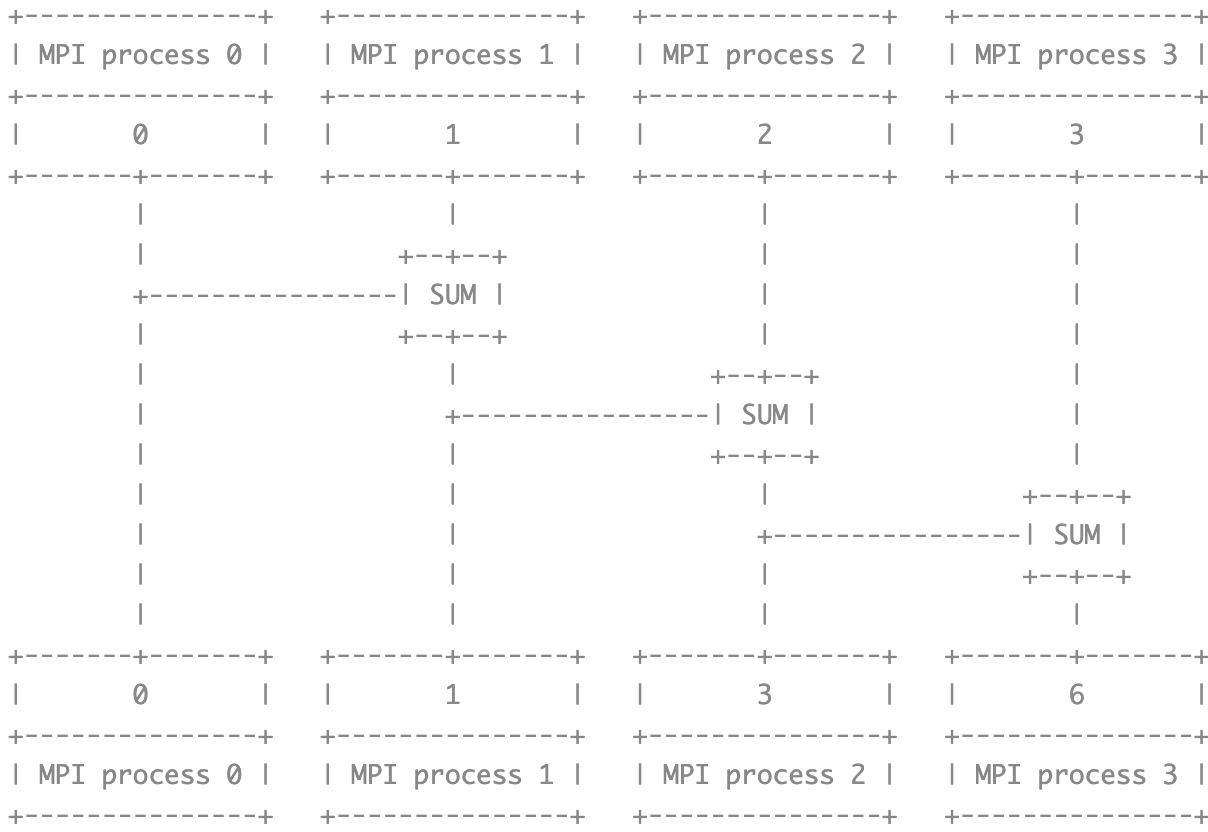 +---------------+   +---------------+   +---------------+   +---------------+
| MPI process 0 |   | MPI process 1 |   | MPI process 2 |   | MPI process 3 |
+---------------+   +---------------+   +---------------+   +---------------+
|       0       |   |       1       |   |       2       |   |       3       |
+-------+-------+   +-------+-------+   +-------+-------+   +-------+-------+
        |                   |                   |                   |
        |                +--+--+                |                   |
        +----------------| SUM |                |                   |
        |                +--+--+                |                   |
        |                   |                +--+--+                |
        |                   +----------------| SUM |                |
        |                   |                +--+--+                |
        |                   |                   |                +--+--+
        |                   |                   +----------------| SUM |
        |                   |                   |                +--+--+
        |                   |                   |                   |
+-------+-------+   +-------+-------+   +-------+-------+   +-------+-------+
|       0       |   |       1       |   |       3       |   |       6       |
+---------------+   +---------------+   +---------------+   +---------------+
| MPI process 0 |   | MPI process 1 |   | MPI process 2 |   | MPI process 3 |
+---------------+   +---------------+   +---------------+   +---------------+